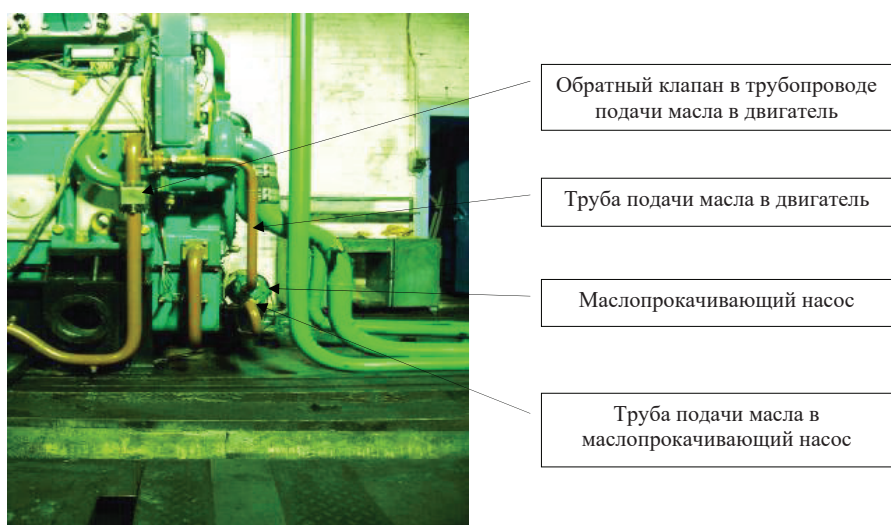 Обратный клапан в трубопроводе
подачи масла в двигатель
Труба подачи масла в двигатель
Маслопрокачивающий насос
Труба подачи масла в
маслопрокачивающий насос